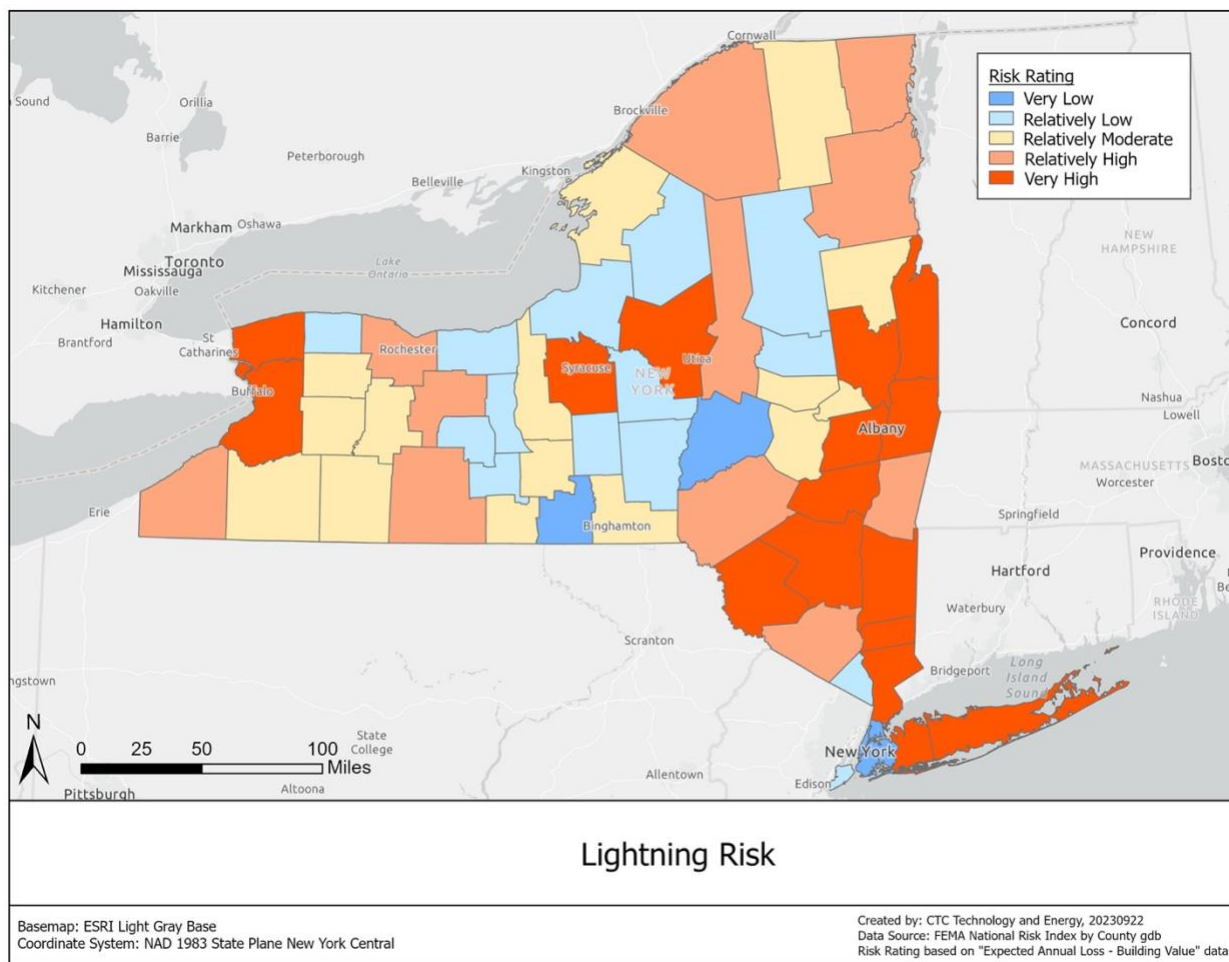 Cornwall
n Sound
Orillia
Barrie
Brockville
Peterborough
Kingston
Belleville
Markham
Oshawa
Toronto
Mississauga
Oakville
Kitchener
Hamilton
Brantford
St
Catharines
Lake
Ontario
Rochester
Buffalo
Syracuse
Utica
NEW
YORK
Albany
Erie
Binghamton
NEW
HAMPSHIRE
Concord
Nashua
Lowell
MASSACHUSETTS
Worcester
Bosto
Springfield
Providence
Hartford
RHODE
ISLAND
Waterbury
Bridgeport
Long
Island
Sound
Scranton
ngstown
State
College
New York
Edison
Allentown
Altoona
Pittsburgh
Risk Rating
Very Low
Relatively Low
Relatively Moderate
Relatively High
Very High
N
0 25 50 100
Miles
Lightning Risk
Basemap: ESRI Light Gray Base
Coordinate System: NAD 1983 State Plane New York Central
Created by: CTC Technology and Energy, 20230922
Data Source: FEMA National Risk Index by County gdb
Risk Rating based on "Expected Annual Loss - Building Value" data